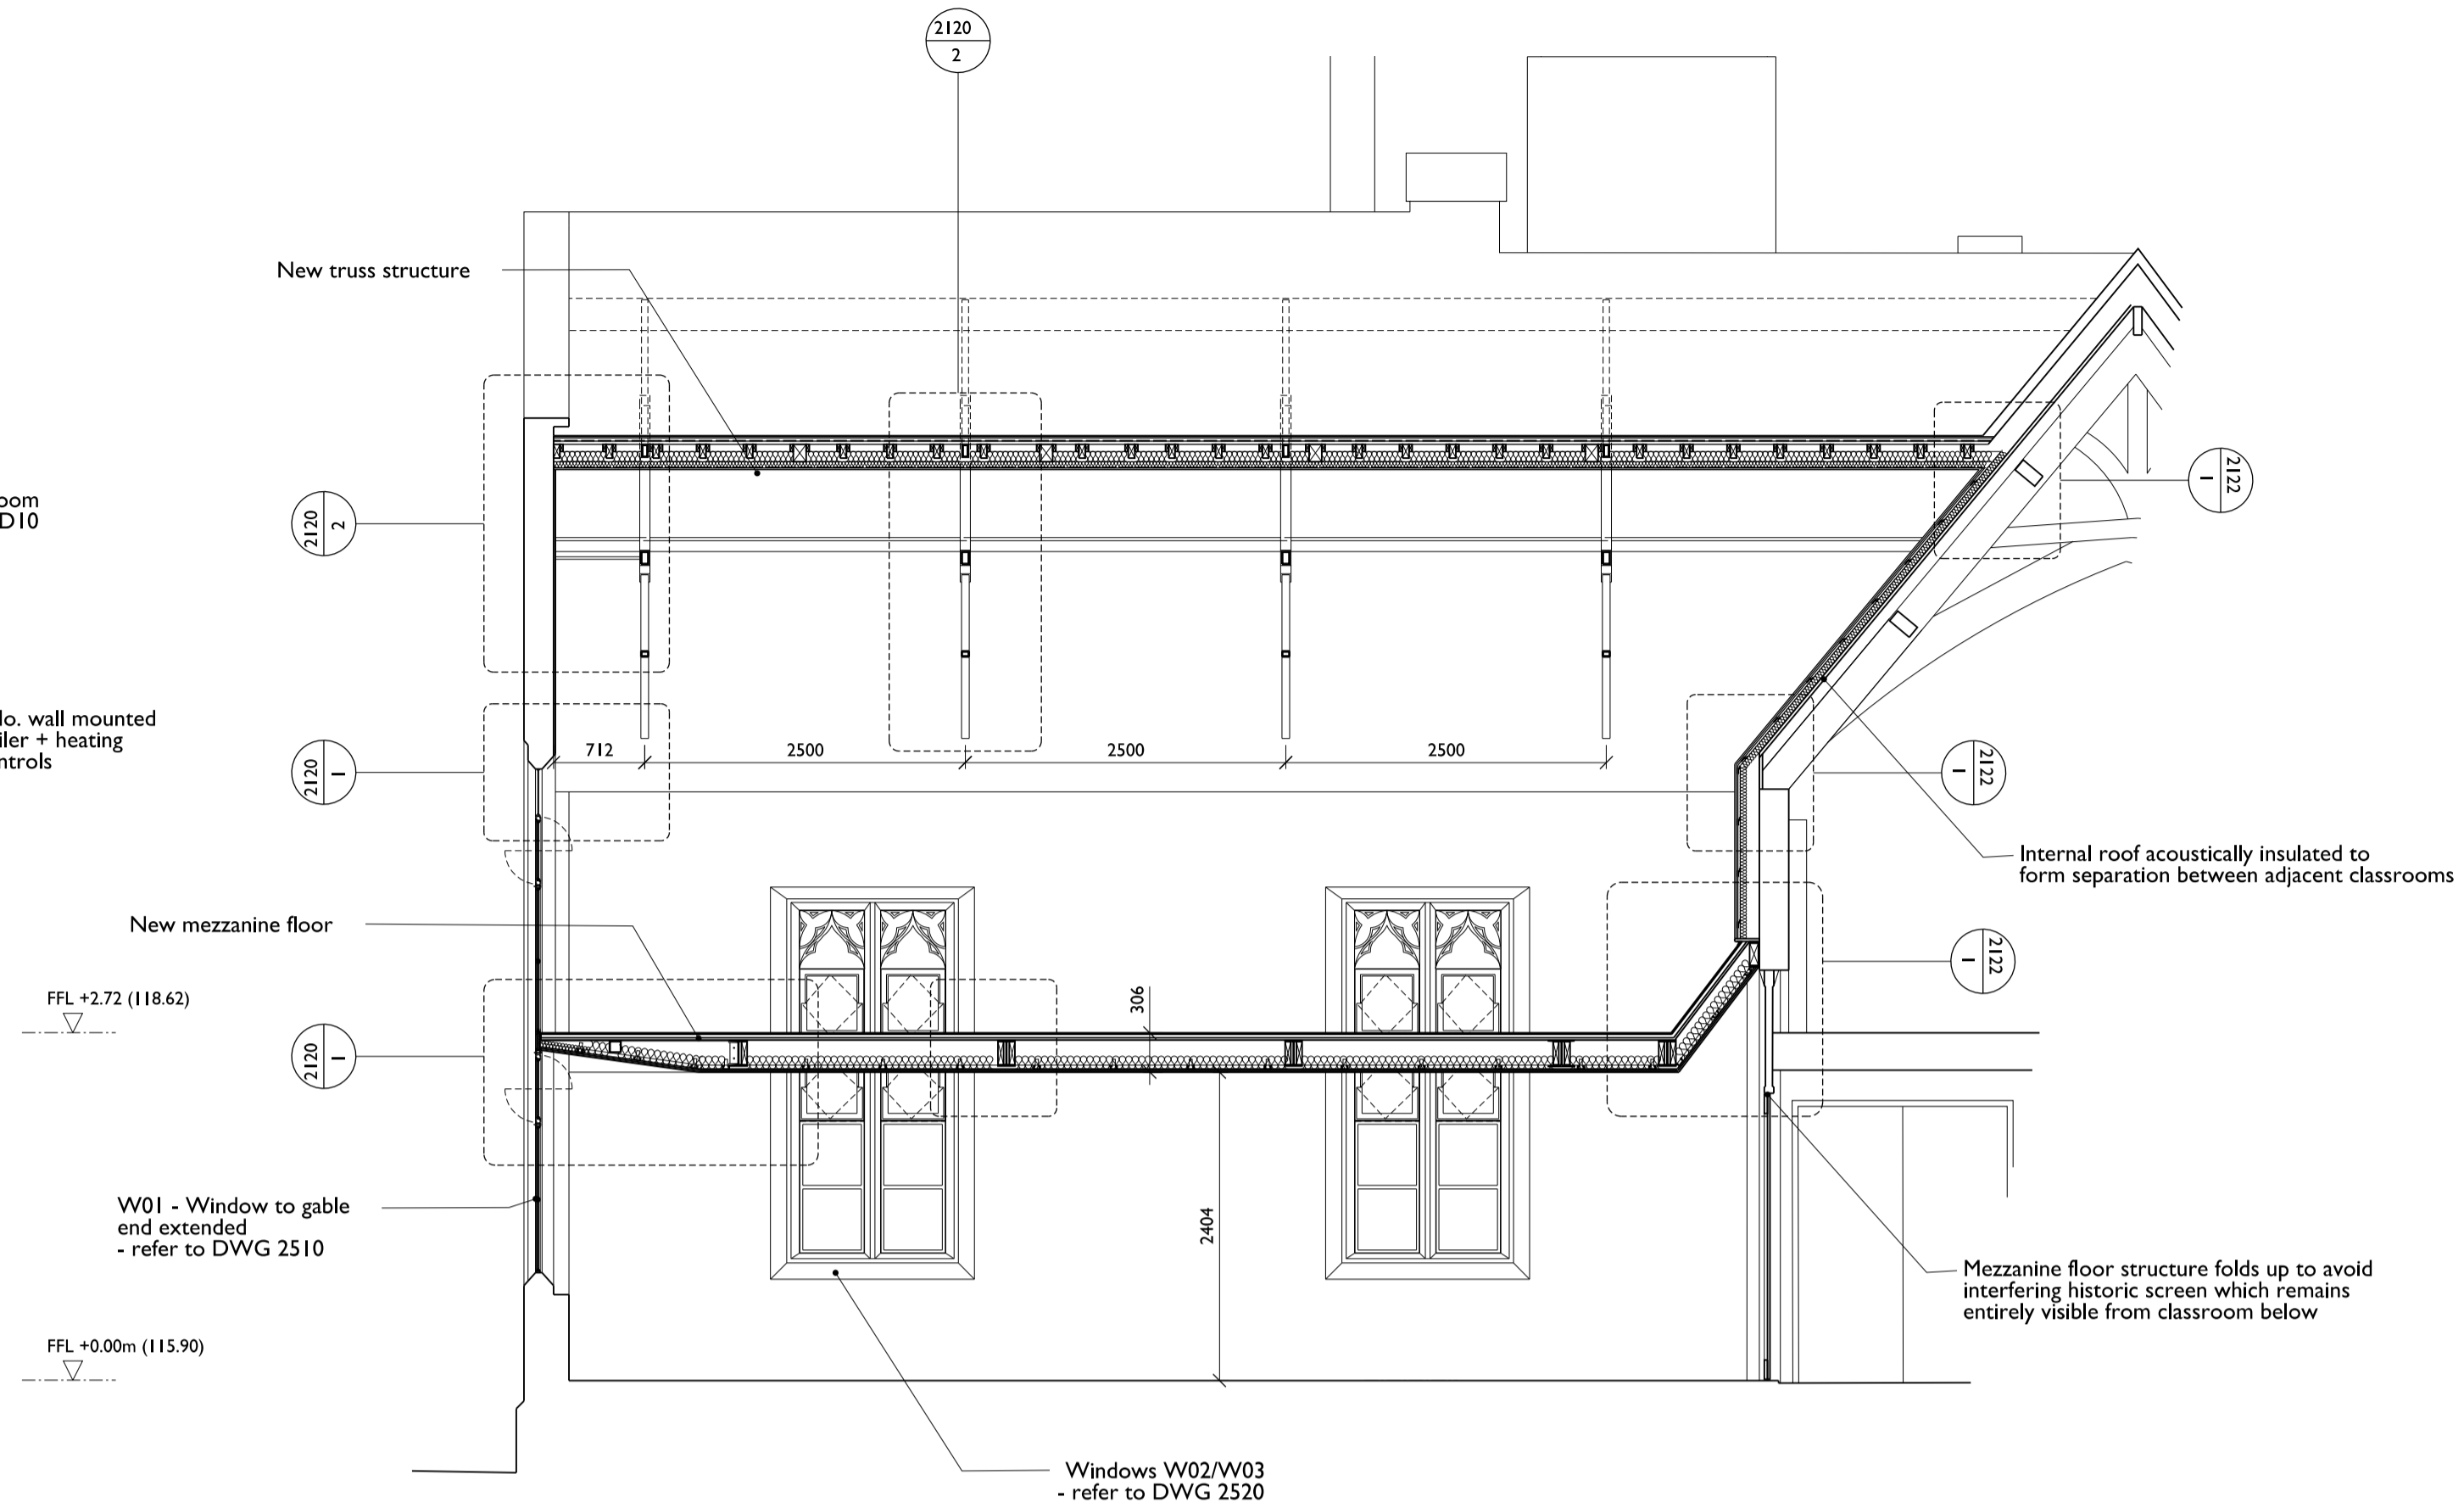 2120
2
New truss structure
oom
D10
2120
2
2122
1
No. wall mounted
iler + heating
ntrols
2120
1
712
2500
2500
2500
2122
1
Internal roof acoustically insulated to
form separation between adjacent classrooms
New mezzanine floor
2122
1
FFL +2.72 (118.62)
306
2120
1
W01 - Window to gable
end extended
- refer to DWG 2510
2404
Mezzanine floor structure folds up to avoid
interfering historic screen which remains
entirely visible from classroom below
FFL +0.00m (115.90)
Windows W02/W03
- refer to DWG 2520